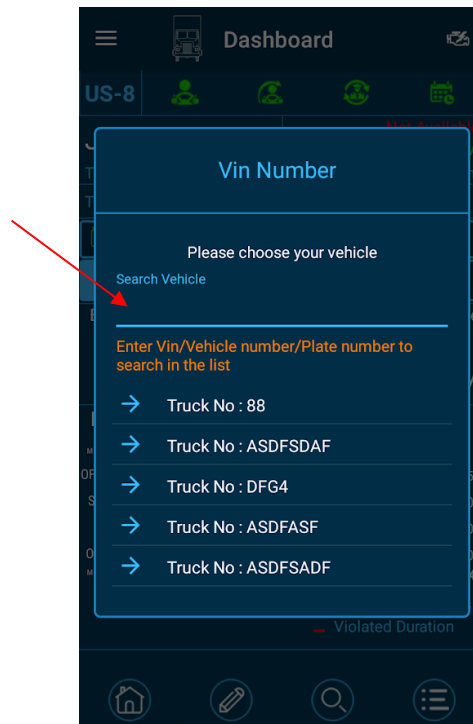 Dashboard
US-8
Not Available
Vin Number
Please choose your vehicle
Search Vehicle
Enter Vin/Vehicle number/Plate number to
search in the list
Truck No : 88
Truck No : ASDFSDAF
Truck No : DFG4
Truck No : ASDFASF
Truck No : ASDFSADF
Violated Duration